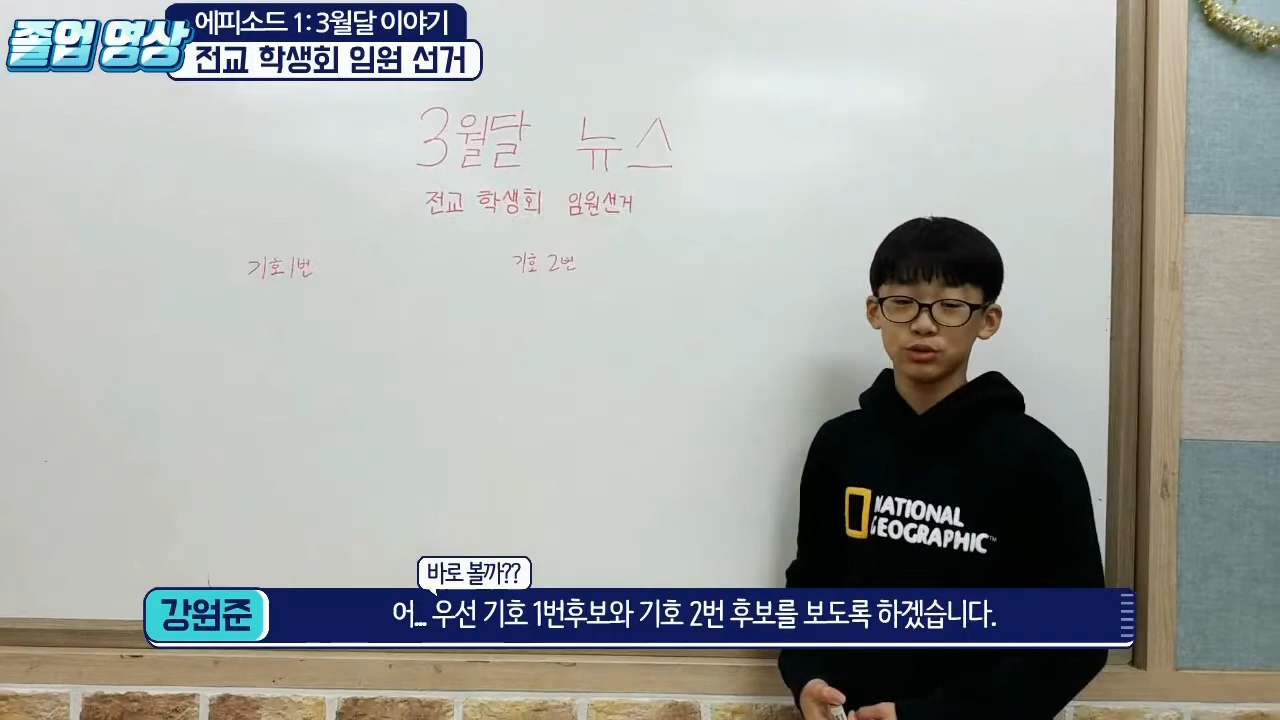 졸업 영상
에피소드 1: 3월달 이야기
전교 학생회 임원 선거
3월달 뉴스
전교 학생회 임원선거
기호1번
기호 2번
NATIONAL
GEOGRAPHIC™
바로 볼까??
강원준
어... 우선 기호 1번후보와 기호 2번 후보를 보도록 하겠습니다.